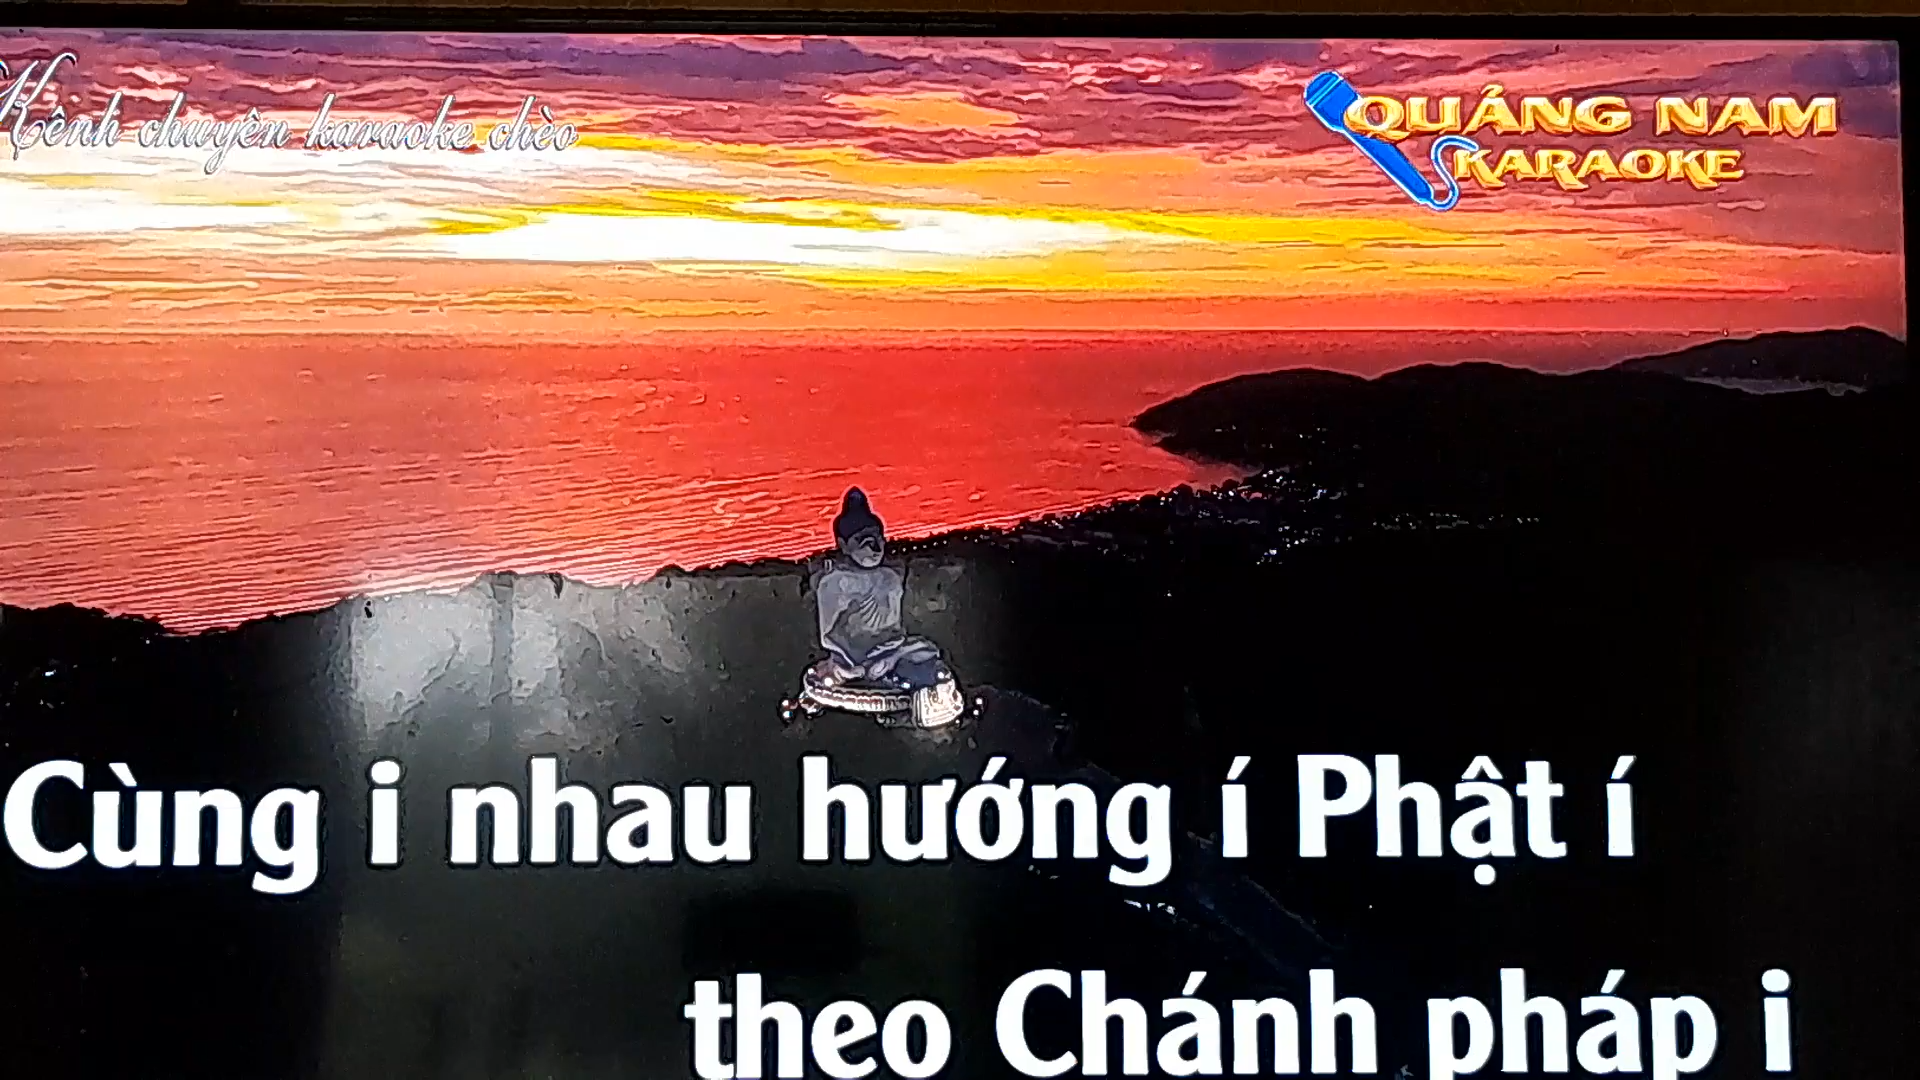 Kênh chuyên karaoke chèo
QUẢNG NAM
KARAOKE
Cùng i nhau hướng í Phật í
theo Chánh pháp i